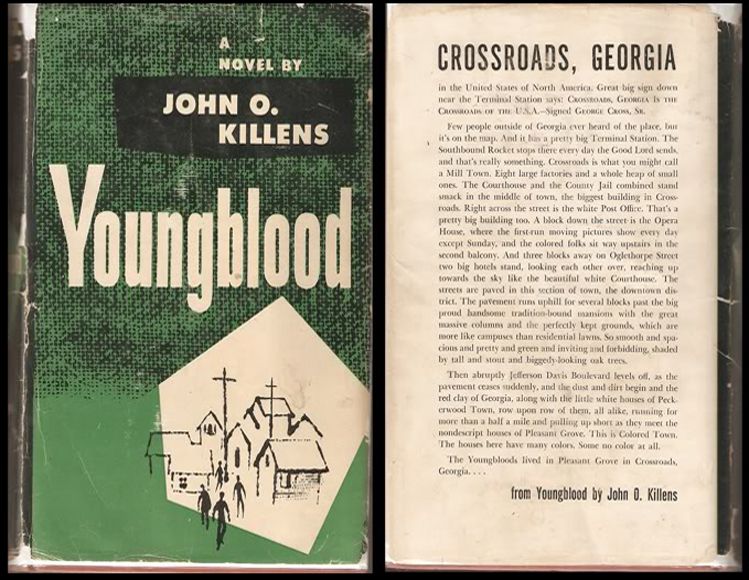 A
NOVEL BY
JOHN O.
KILLENS
Youngblood
CROSSROADS, GEORGIA
in the United States of North America. Great big sign down
near the Terminal Station says: CROSSROADS, GEORGIA IS THE
CROSSROADS OF THE U.S.A.—Signed GEORGE CROSS, SR.
Few people outside of Georgia ever heard of the place, but
it's on the map. And it has a pretty big Terminal Station. The
Southbound Rocket stops there every day the Good Lord sends,
and that's really something. Crossroads is what you might call
a Mill Town. Eight large factories and a whole heap of small
ones. The Courthouse and the County Jail combined stand
smack in the middle of town, the biggest building in Cross-
roads. Right across the street is the white Post Office. That's a
pretty big building too. A block down the street is the Opera
House, where the first-run moving pictures show every day
except Sunday, and the colored folks sit way upstairs in the
second balcony. And three blocks away on Oglethorpe Street
two big hotels stand, looking each other over, reaching up
towards the sky like the beautiful white Courthouse. The
streets are paved in this section of town, the downtown dis-
trict. The pavement runs uphill for several blocks past the big
proud handsome tradition-bound mansions with the great
massive columns and the perfectly kept grounds, which are
more like campuses than residential lawns. So smooth and spa-
cious and pretty and green and inviting and forbidding, shaded
by tall and stout and biggedy-looking oak trees.
Then abruptly Jefferson Davis Boulevard levels off, as the
pavement ceases suddenly, and the dust and dirt begin and the
red clay of Georgia, along with the little white houses of Peck-
erwood Town, row upon row of them, all alike, running for
more than a half a mile and pulling up short as they meet the
nondescript houses of Pleasant Grove. This is Colored Town.
The houses here have many colors. Some no color at all.
The Youngbloods lived in Pleasant Grove in Crossroads,
Georgia. . . .
from Youngblood by John O. Killens